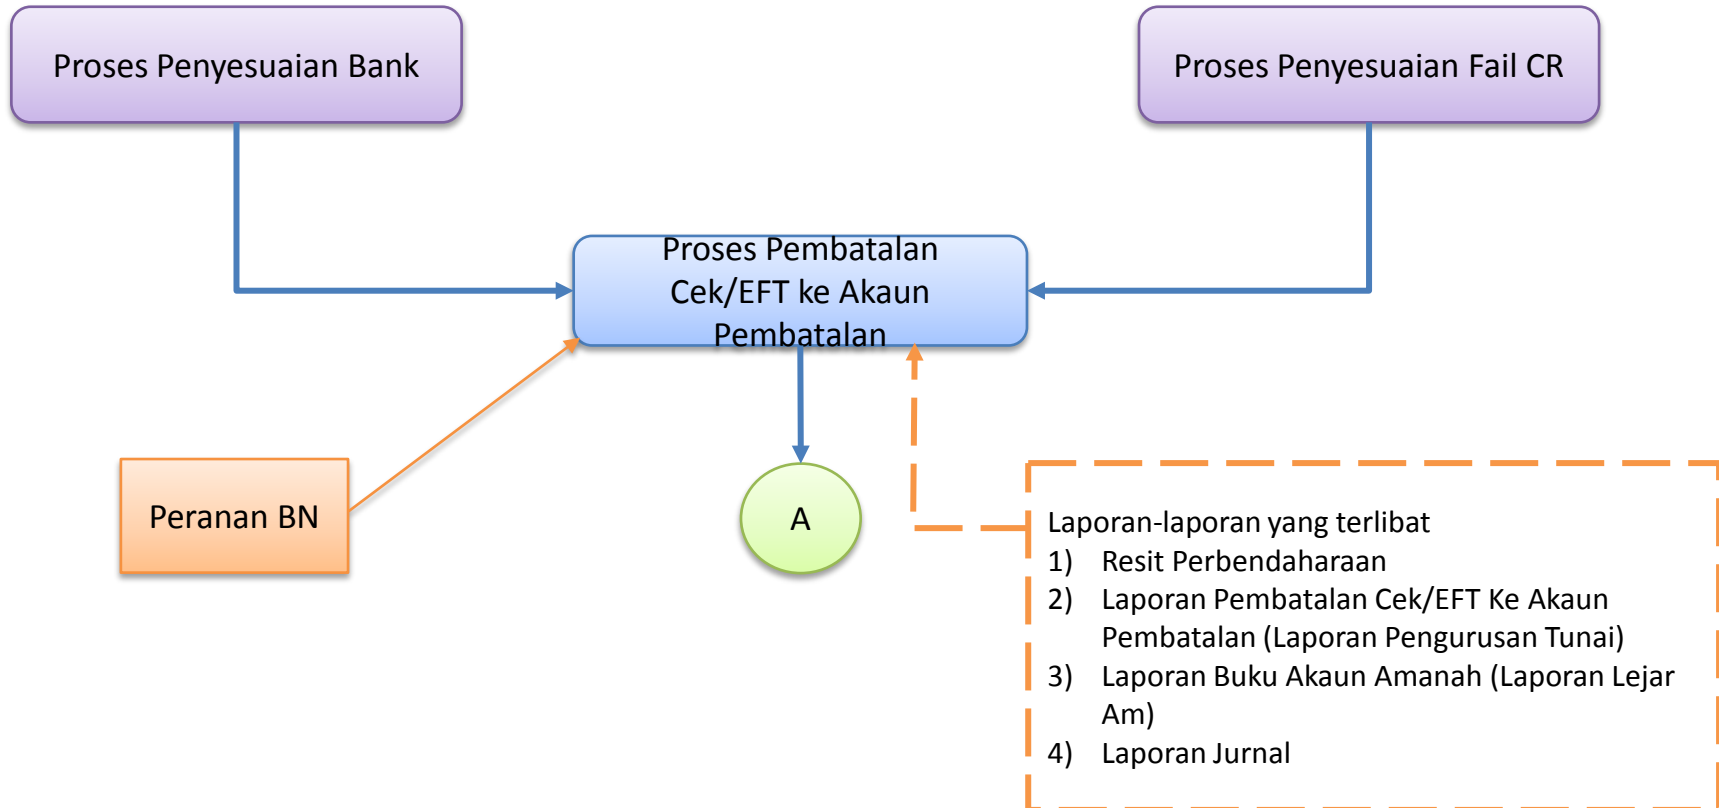 Proses Penyesuaian Bank
Proses Penyesuaian Fail CR
Proses Pembatalan
Cek/EFT ke Akaun
Pembatalan
Peranan BN
A
Laporan-laporan yang terlibat
1) Resit Perbendaharaan
2) Laporan Pembatalan Cek/EFT Ke Akaun
Pembatalan (Laporan Pengurusan Tunai)
3) Laporan Buku Akaun Amanah (Laporan Lejar
Am)
4) Laporan Jurnal